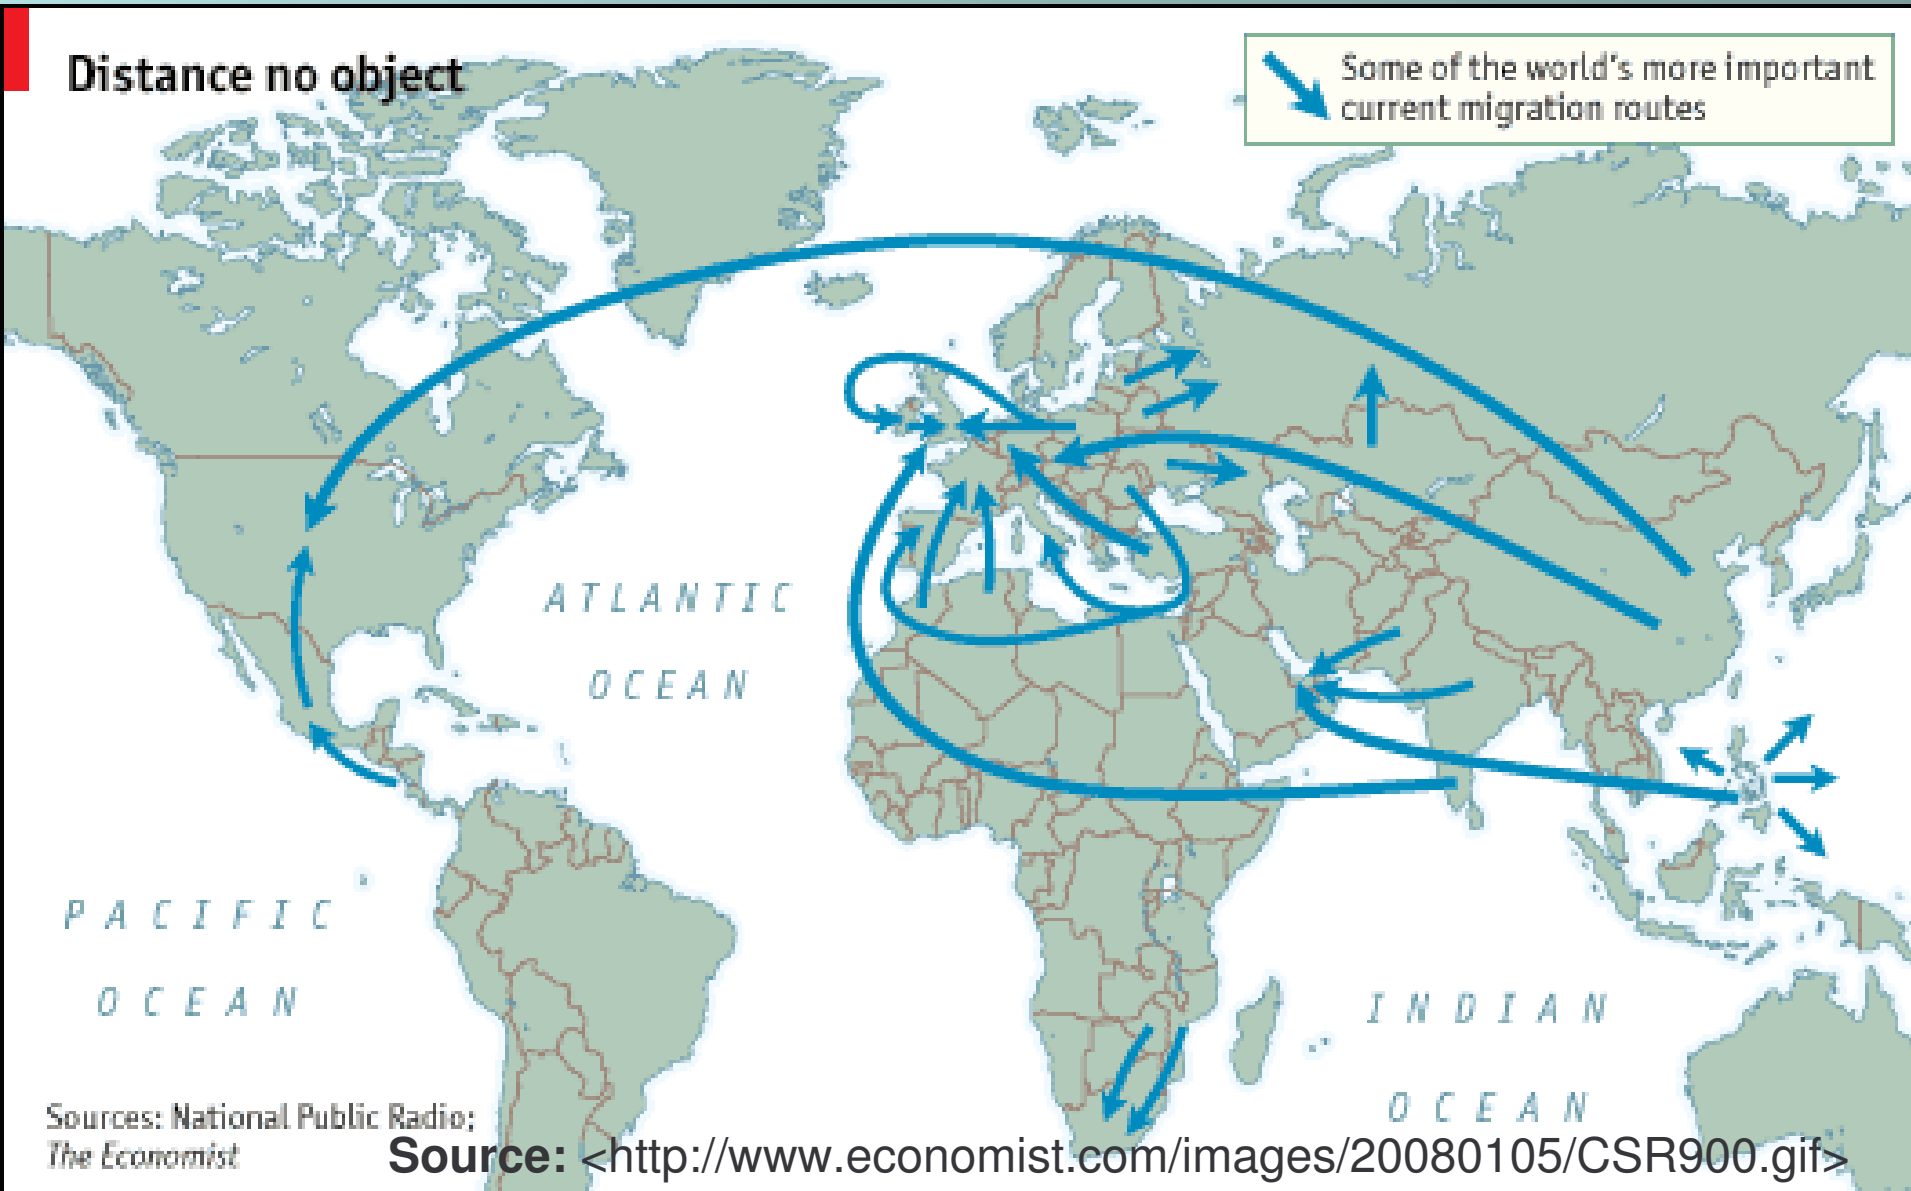 Distance no object
Some of the world's more important
current migration routes
ATLANTIC
OCEAN
PACIFIC
OCEAN
INDIAN
OCEAN
Sources: National Public Radio;
The Economist
Source: <http://www.economist.com/images/20080105/CSR900.gif>